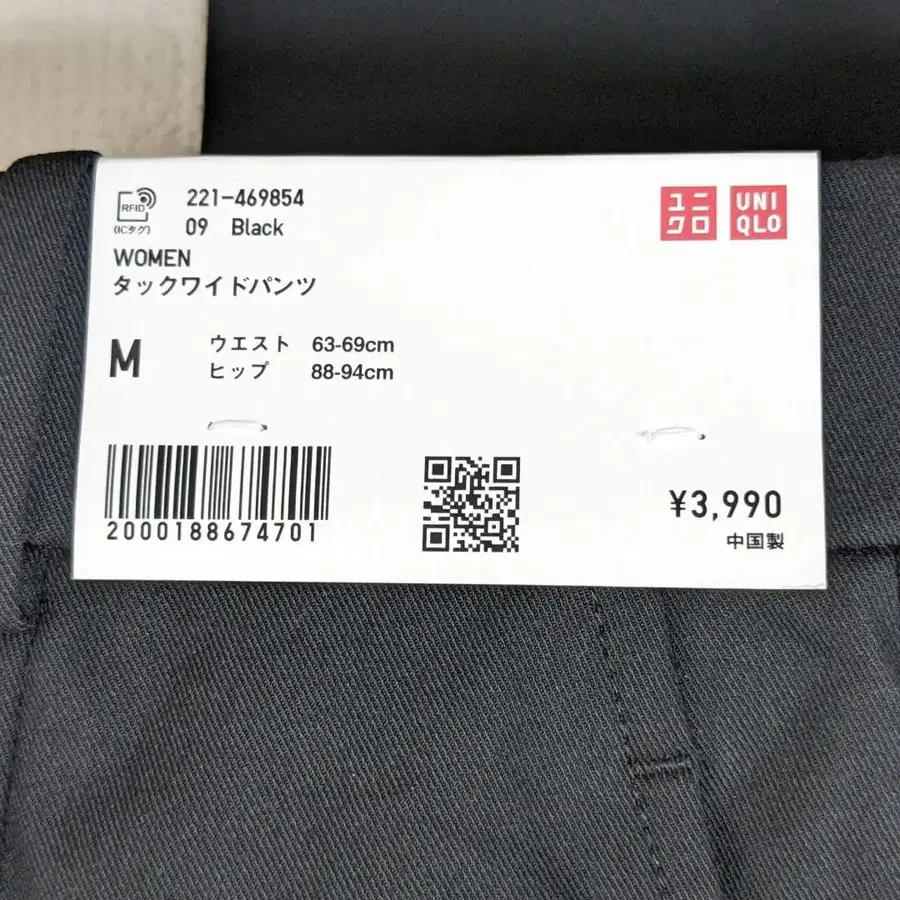 RFID
(ICタグ)
221-469854
09 Black
WOMEN
タックワイドパンツ
ユニクロ
UNIQLO
M
ウエスト 63-69cm
ヒップ 88-94cm
2000188674701
¥3,990
中国製